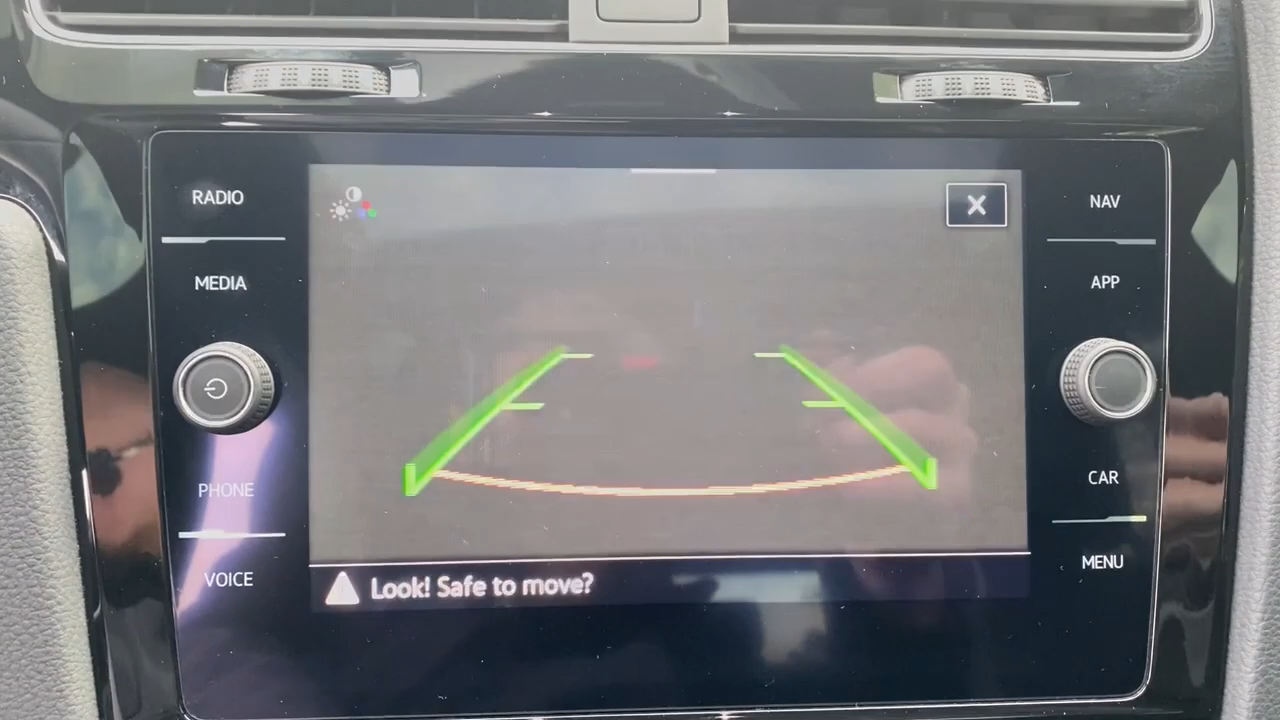 RADIO
MEDIA
PHONE
VOICE
NAV
APP
CAR
MENU
Look! Safe to move?